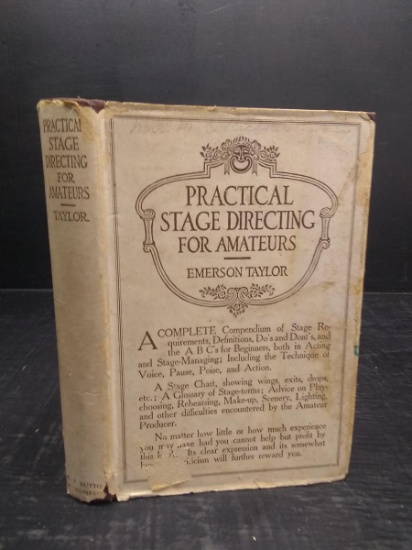 PRACTICAL
STAGE
DIRECTING
FOR
AMATEURS
TAYLOR
PRACTICAL
STAGE DIRECTING
FOR AMATEURS
EMERSON TAYLOR
A COMPLETE Compendium of Stage Re-
quirements, Definitions, Do's and Dont's, and
the A B C's for Beginners, both in Acting
and Stage-Managing; Including the Technique of
Voice, Pause, Poise, and Action.
A Stage Chart, showing wings, exits, drops,
etc.; A Glossary of Stage-terms; Advice on Play-
choosing, Rehearsing, Make-up, Scenery, Lighting,
and other difficulties encountered by the Amateur
Producer.
No matter how little or how much experience
you may have had you cannot help but profit by
this Its clear expression and its somewhat
will further reward you.